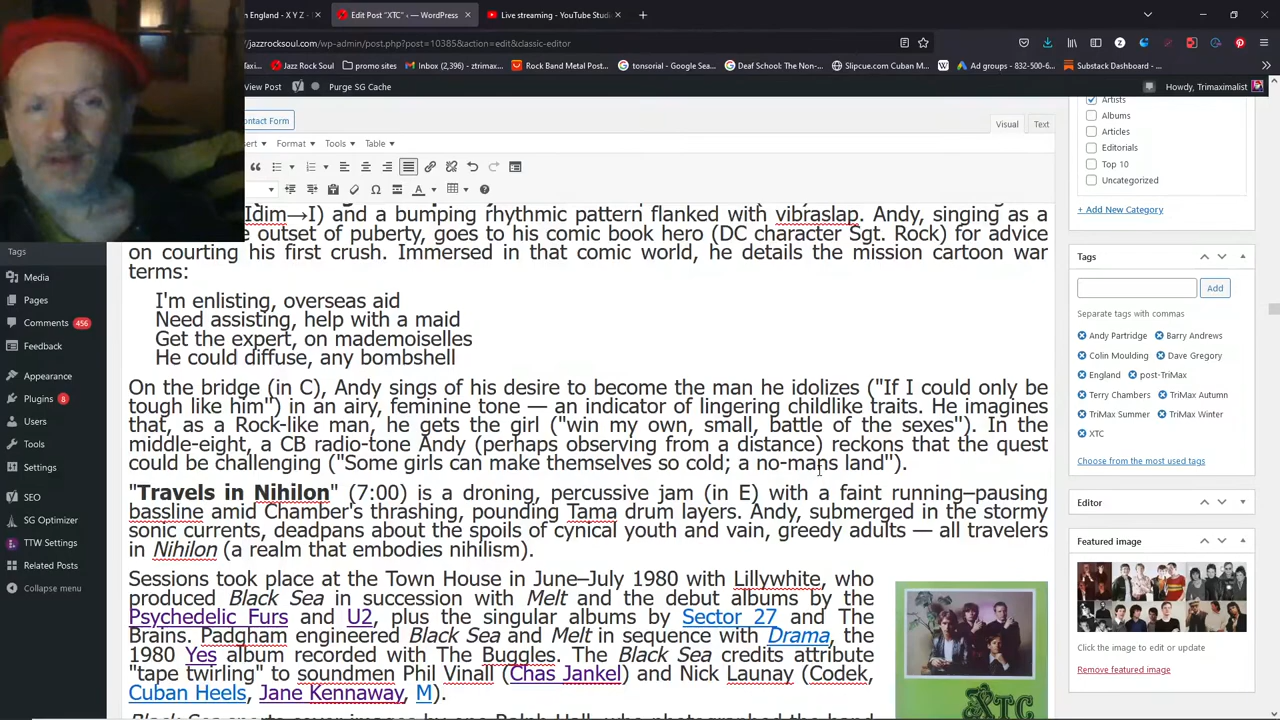 n England - X Y Z -
Edit Post "XTC" ‹ — WordPress
Live streaming - YouTube Stud
/jazzrocksoul.com/wp-admin/post.php?post=10385&action=edit&classic-editor
Jazz Rock Soul
promo sites
Inbox (2,396) - ztrimax...
Rock Band Metal Post...
tonsorial - Google Sea...
Deaf School: The Non-...
Slipcue.com Cuban M...
Ad groups - 832-500-6...
Substack Dashboard - ...
View Post
Purge SG Cache
Howdy, Trimaximalist
ontact Form
Visual
Text
ert
Format
Tools
Table
Idim→I) and a bumping rhythmic pattern flanked with vibraslap. Andy, singing as a
e outset of puberty, goes to his comic book hero (DC character Sgt. Rock) for advice
on courting his first crush. Immersed in that comic world, he details the mission cartoon war
terms:
I'm enlisting, overseas aid
Need assisting, help with a maid
Get the expert, on mademoiselles
He could diffuse, any bombshell
On the bridge (in C), Andy sings of his desire to become the man he idolizes ("If I could only be
tough like him") in an airy, feminine tone — an indicator of lingering childlike traits. He imagines
that, as a Rock-like man, he gets the girl ("win my own, small, battle of the sexes"). In the
middle-eight, a CB radio-tone Andy (perhaps observing from a distance) reckons that the quest
could be challenging ("Some girls can make themselves so cold; a no-mans land").
"Travels in Nihilon" (7:00) is a droning, percussive jam (in E) with a faint running–pausing
bassline amid Chamber's thrashing, pounding Tama drum layers. Andy, submerged in the stormy
sonic currents, deadpans about the spoils of cynical youth and vain, greedy adults — all travelers
in Nihilon (a realm that embodies nihilism).
Sessions took place at the Town House in June–July 1980 with Lillywhite, who
produced Black Sea in succession with Melt and the debut albums by the
Psychedelic Furs and U2, plus the singular albums by Sector 27 and The
Brains. Padgham engineered Black Sea and Melt in sequence with Drama, the
1980 Yes album recorded with The Buggles. The Black Sea credits attribute
"tape twirling" to soundmen Phil Vinall (Chas Jankel) and Nick Launay (Codek,
Cuban Heels, Jane Kennaway, M).
XTC
Tags
Media
Pages
Comments 456
Feedback
Appearance
Plugins 8
Users
Tools
Settings
SEO
SG Optimizer
TTW Settings
Related Posts
Collapse menu
Artists
Albums
Articles
Editorials
Top 10
Uncategorized
+ Add New Category
Tags
Add
Separate tags with commas
Andy Partridge
Barry Andrews
Colin Moulding
Dave Gregory
England
post-TriMax
Terry Chambers
TriMax Autumn
TriMax Summer
TriMax Winter
XTC
Choose from the most used tags
Editor
Featured image
Click the image to edit or update
Remove featured image